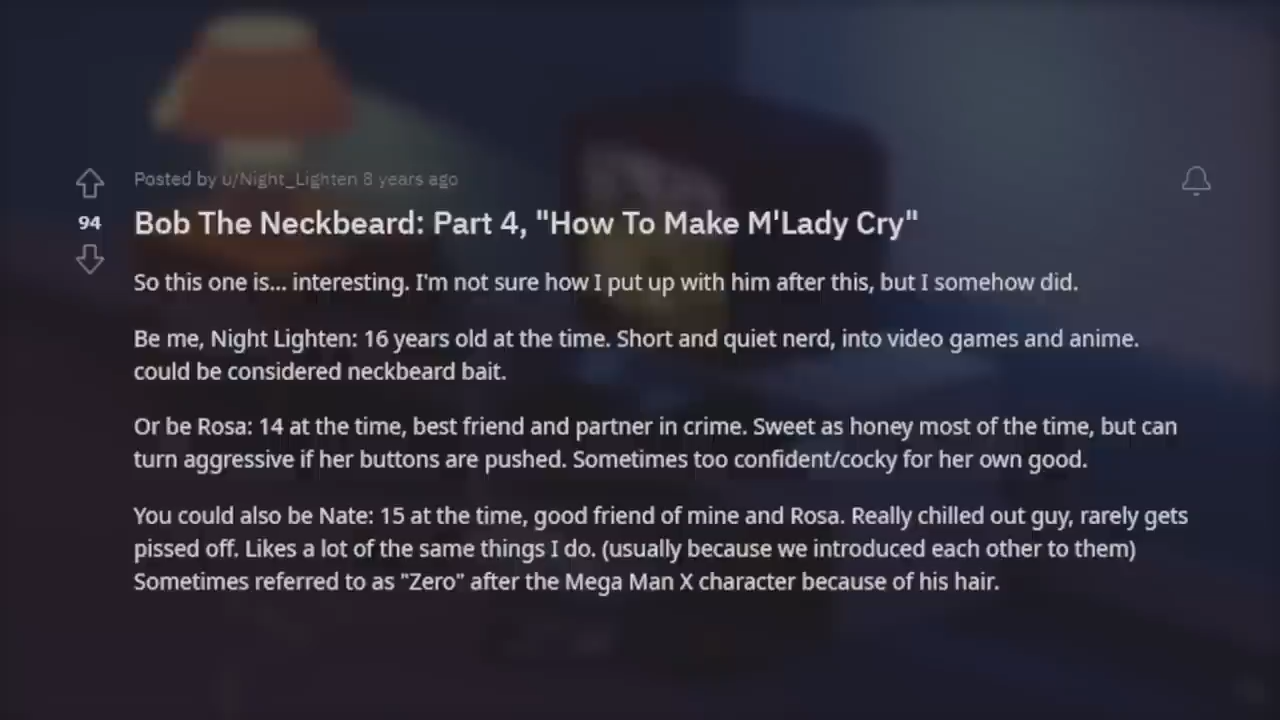 Posted by u/Night_Lighten 8 years ago
94
Bob The Neckbeard: Part 4, "How To Make M'Lady Cry"
So this one is... interesting. I'm not sure how I put up with him after this, but I somehow did.
Be me, Night Lighten: 16 years old at the time. Short and quiet nerd, into video games and anime.
could be considered neckbeard bait.
Or be Rosa: 14 at the time, best friend and partner in crime. Sweet as honey most of the time, but can
turn aggressive if her buttons are pushed. Sometimes too confident/cocky for her own good.
You could also be Nate: 15 at the time, good friend of mine and Rosa. Really chilled out guy, rarely gets
pissed off. Likes a lot of the same things I do. (usually because we introduced each other to them)
Sometimes referred to as "Zero" after the Mega Man X character because of his hair.